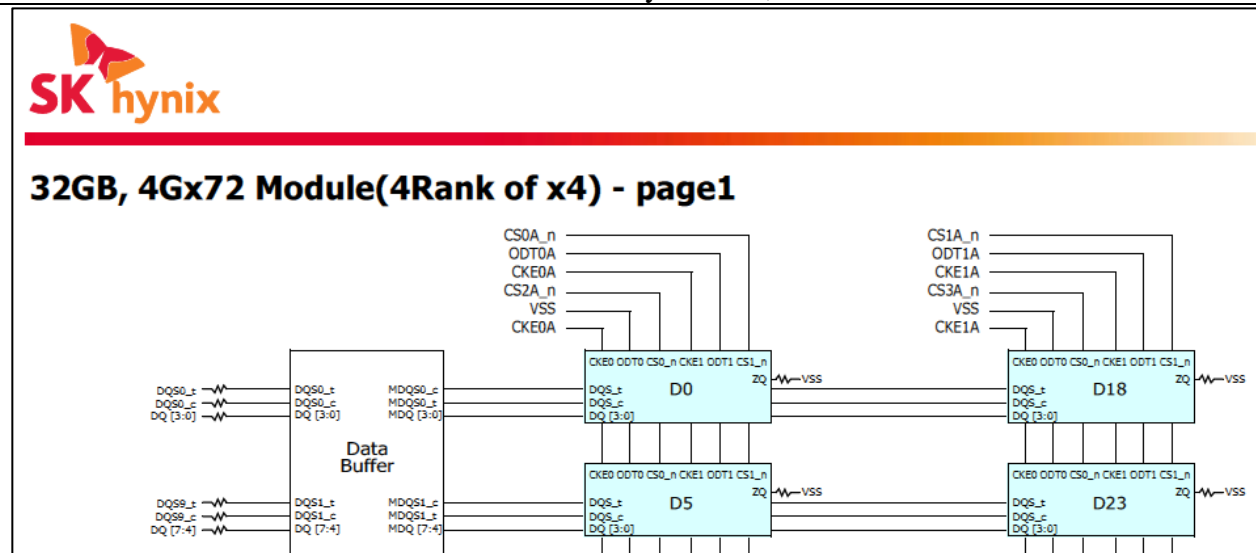 SK hynix
32GB, 4Gx72 Module(4Rank of x4) - page1
CS0A_n
ODT0A
CKE0A
CS2A_n
VSS
CKE0A
CS1A_n
ODT1A
CKE1A
CS3A_n
VSS
CKE1A
DQS0_t
DQS0_c
DQ [3:0]
DQS0_t MDQS0_c
DQS0_c MDQS0_t
DQ [3:0] MDQ [3:0]
Data
Buffer
CKE0 ODT0 CS0_n CKE1 ODT1 CS1_n
ZQ VSS
DQS_t D0
DQS_c
DQ [3:0]
CKE0 ODT0 CS0_n CKE1 ODT1 CS1_n
ZQ VSS
DQS_t D18
DQS_c
DQ [3:0]
DQS9_t
DQS9_c
DQ [7:4]
DQS1_t MDQS1_c
DQS1_c MDQS1_t
DQ [7:4] MDQ [7:4]
CKE0 ODT0 CS0_n CKE1 ODT1 CS1_n
ZQ VSS
DQS_t D5
DQS_c
DQ [3:0]
CKE0 ODT0 CS0_n CKE1 ODT1 CS1_n
ZQ VSS
DQS_t D23
DQS_c
DQ [3:0]